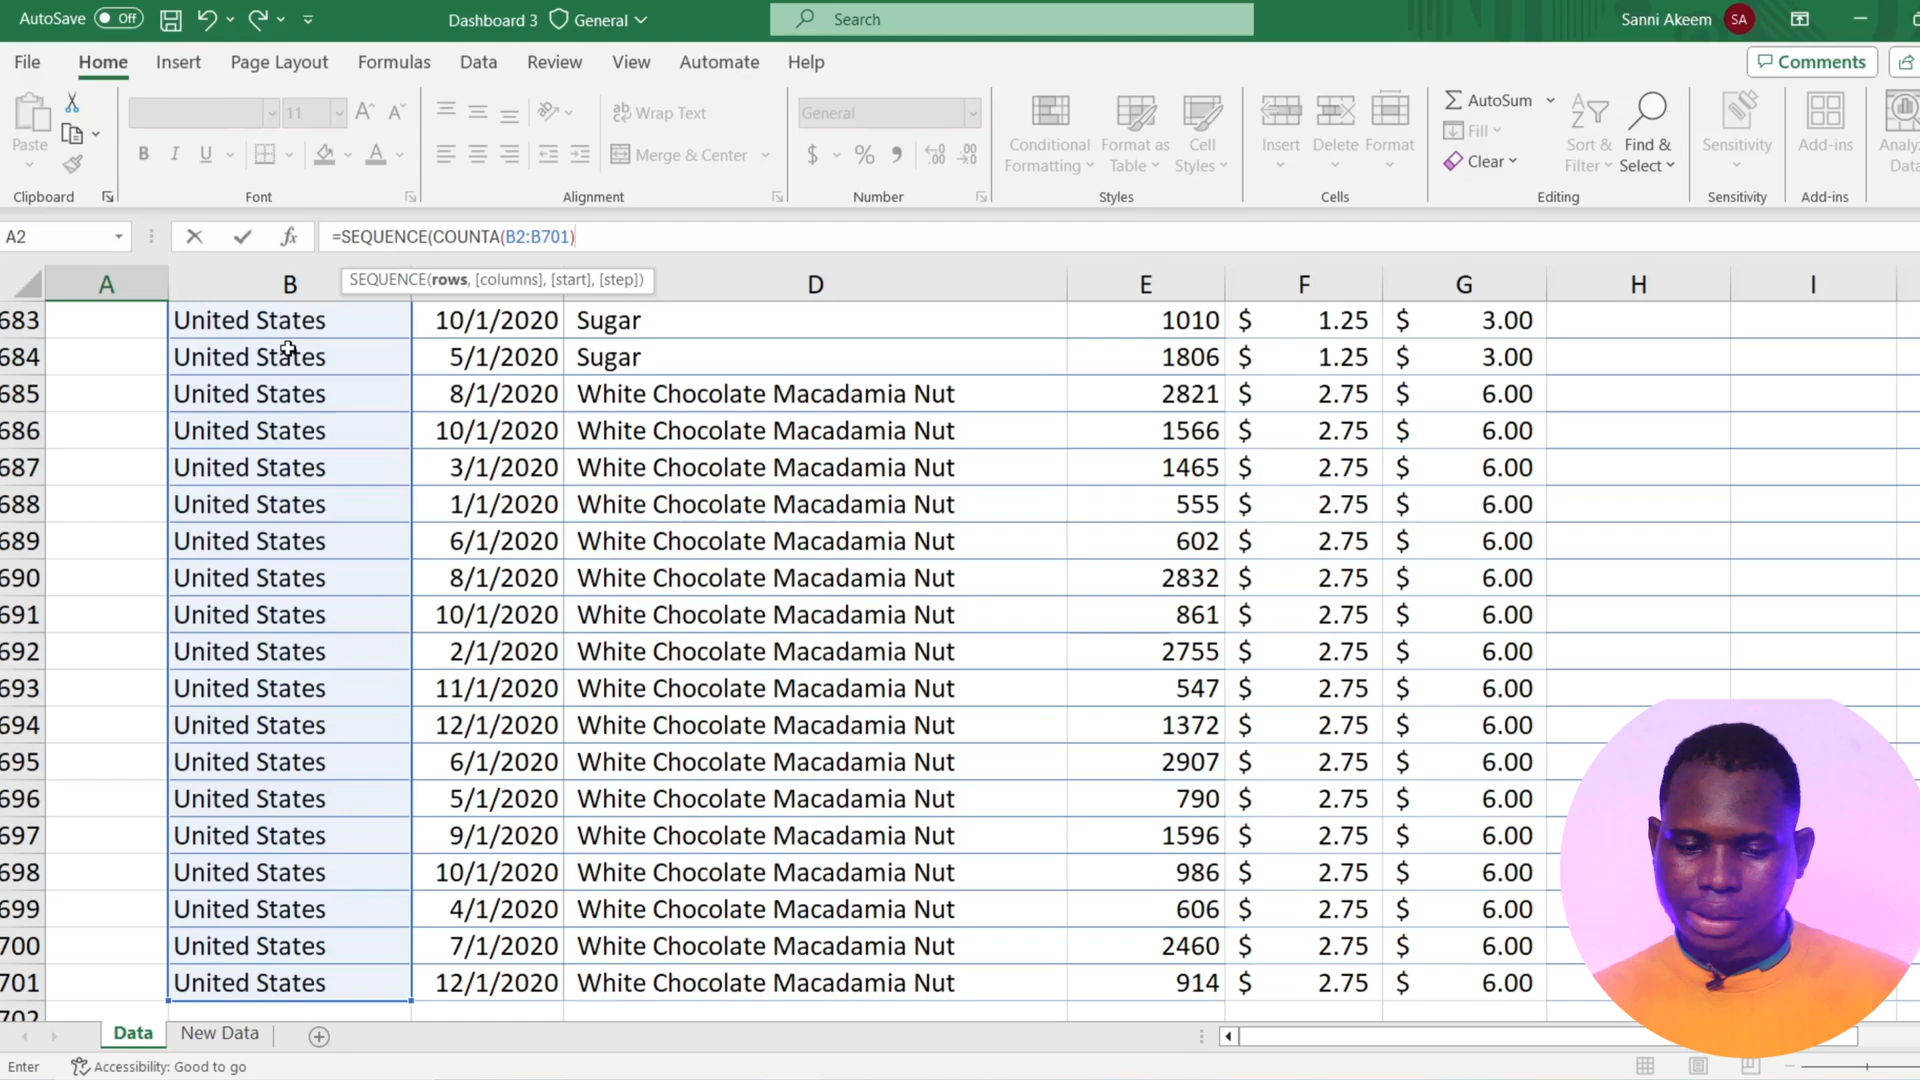 AutoSave Off Dashboard 3 General Search Sanni Akeem SA
File Home Insert Page Layout Formulas Data Review View Automate Help Comments
Paste 11 A^ A^ ab Wrap Text General Conditional Formatting Format as Table Cell Styles Insert Delete Format AutoSum Fill Clear Sort & Filter Find & Select Sensitivity Add-ins Analy Data
B I U A Merge & Center $ % 9
Clipboard Font Alignment Number Styles Cells Editing Sensitivity Add-ins
A2 fx =SEQUENCE(COUNTA(B2:B701)
SEQUENCE(rows, [columns], [start], [step])
A B D E F G H I
683 United States 10/1/2020 Sugar 1010 $ 1.25 $ 3.00
684 United States 5/1/2020 Sugar 1806 $ 1.25 $ 3.00
685 United States 8/1/2020 White Chocolate Macadamia Nut 2821 $ 2.75 $ 6.00
686 United States 10/1/2020 White Chocolate Macadamia Nut 1566 $ 2.75 $ 6.00
687 United States 3/1/2020 White Chocolate Macadamia Nut 1465 $ 2.75 $ 6.00
688 United States 1/1/2020 White Chocolate Macadamia Nut 555 $ 2.75 $ 6.00
689 United States 6/1/2020 White Chocolate Macadamia Nut 602 $ 2.75 $ 6.00
690 United States 8/1/2020 White Chocolate Macadamia Nut 2832 $ 2.75 $ 6.00
691 United States 10/1/2020 White Chocolate Macadamia Nut 861 $ 2.75 $ 6.00
692 United States 2/1/2020 White Chocolate Macadamia Nut 2755 $ 2.75 $ 6.00
693 United States 11/1/2020 White Chocolate Macadamia Nut 547 $ 2.75 $ 6.00
694 United States 12/1/2020 White Chocolate Macadamia Nut 1372 $ 2.75 $ 6.00
695 United States 6/1/2020 White Chocolate Macadamia Nut 2907 $ 2.75 $ 6.00
696 United States 5/1/2020 White Chocolate Macadamia Nut 790 $ 2.75 $ 6.00
697 United States 9/1/2020 White Chocolate Macadamia Nut 1596 $ 2.75 $ 6.00
698 United States 10/1/2020 White Chocolate Macadamia Nut 986 $ 2.75 $ 6.00
699 United States 4/1/2020 White Chocolate Macadamia Nut 606 $ 2.75 $ 6.00
700 United States 7/1/2020 White Chocolate Macadamia Nut 2460 $ 2.75 $ 6.00
701 United States 12/1/2020 White Chocolate Macadamia Nut 914 $ 2.75 $ 6.00
702
Data New Data
Enter Accessibility: Good to go